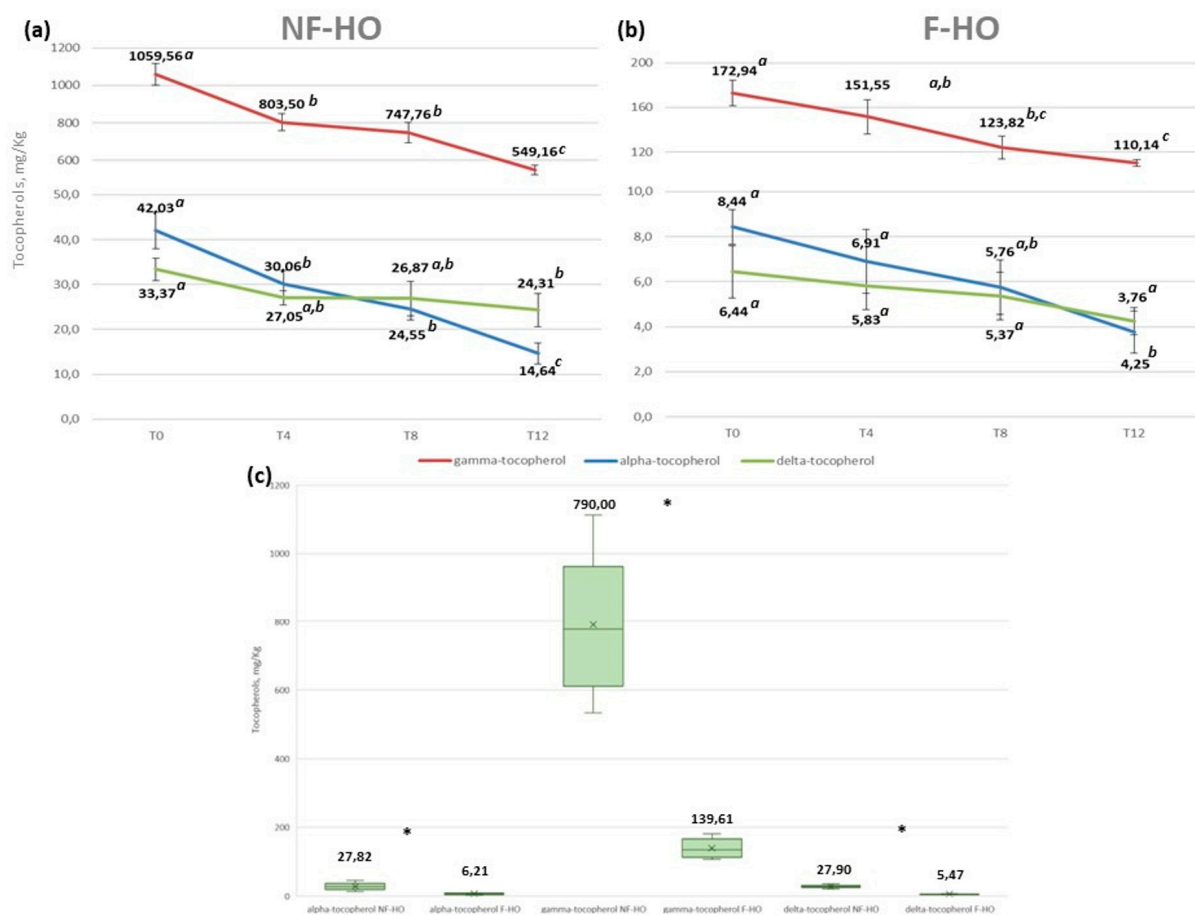 (a) NF-HO
Tocopherols, mg/Kg
1200
1000
800
600
50,0
40,0
30,0
20,0
10,0
0,0
1059,56 a
803,50 b
747,76 b
549,16 c
42,03 a
30,06 b
26,87 a,b
24,31 b
33,37 a
27,05 a,b
24,55 b
14,64 c
T0 T4 T8 T12
(b) F-HO
200
160
120
10,0
8,0
6,0
4,0
2,0
0,0
172,94 a
151,55 a,b
123,82 b,c
110,14 c
8,44 a
6,91 a
5,76 a,b
3,76 a
6,44 a
5,83 a
5,37 a
4,25 b
T0 T4 T8 T12
gamma-tocopherol alpha-tocopherol delta-tocopherol
(c)
Tocopherols, mg/Kg
1200
1000
800
600
400
200
0
790,00 *
139,61
*
27,82
6,21
*
27,90
5,47
alpha-tocopherol NF-HO alpha-tocopherol F-HO gamma-tocopherol NF-HO gamma-tocopherol F-HO delta-tocopherol NF-HO delta-tocopherol F-HO